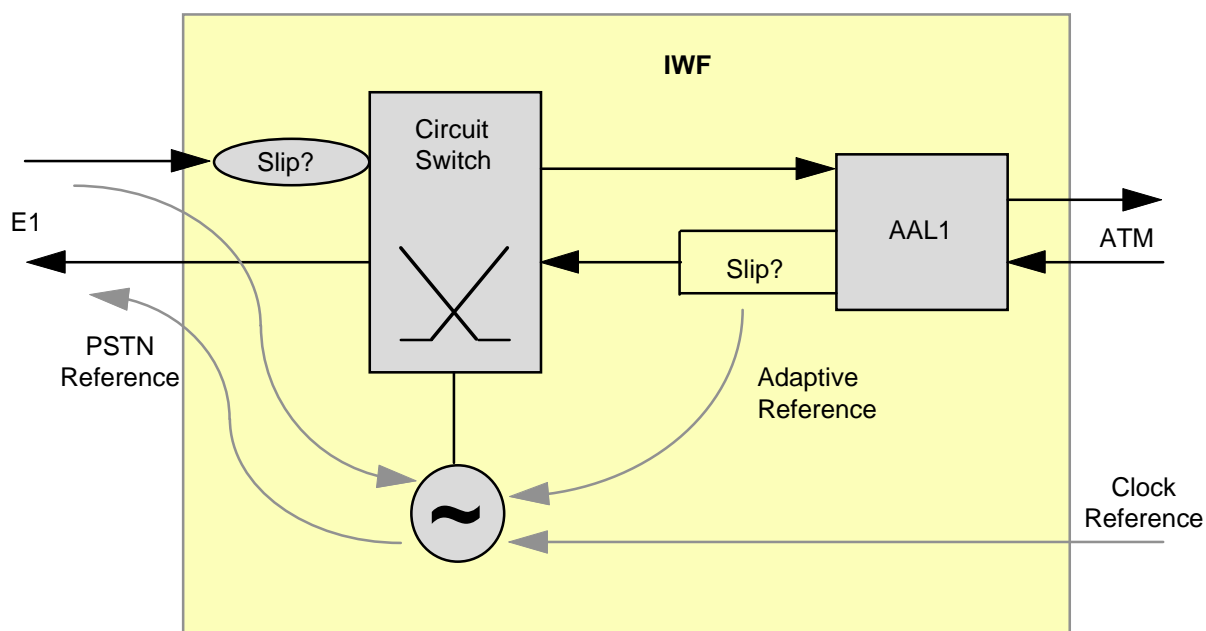 IWF
Circuit
Switch
Slip?
E1
AAL1
ATM
Slip?
PSTN
Reference
Adaptive
Reference
~
Clock
Reference